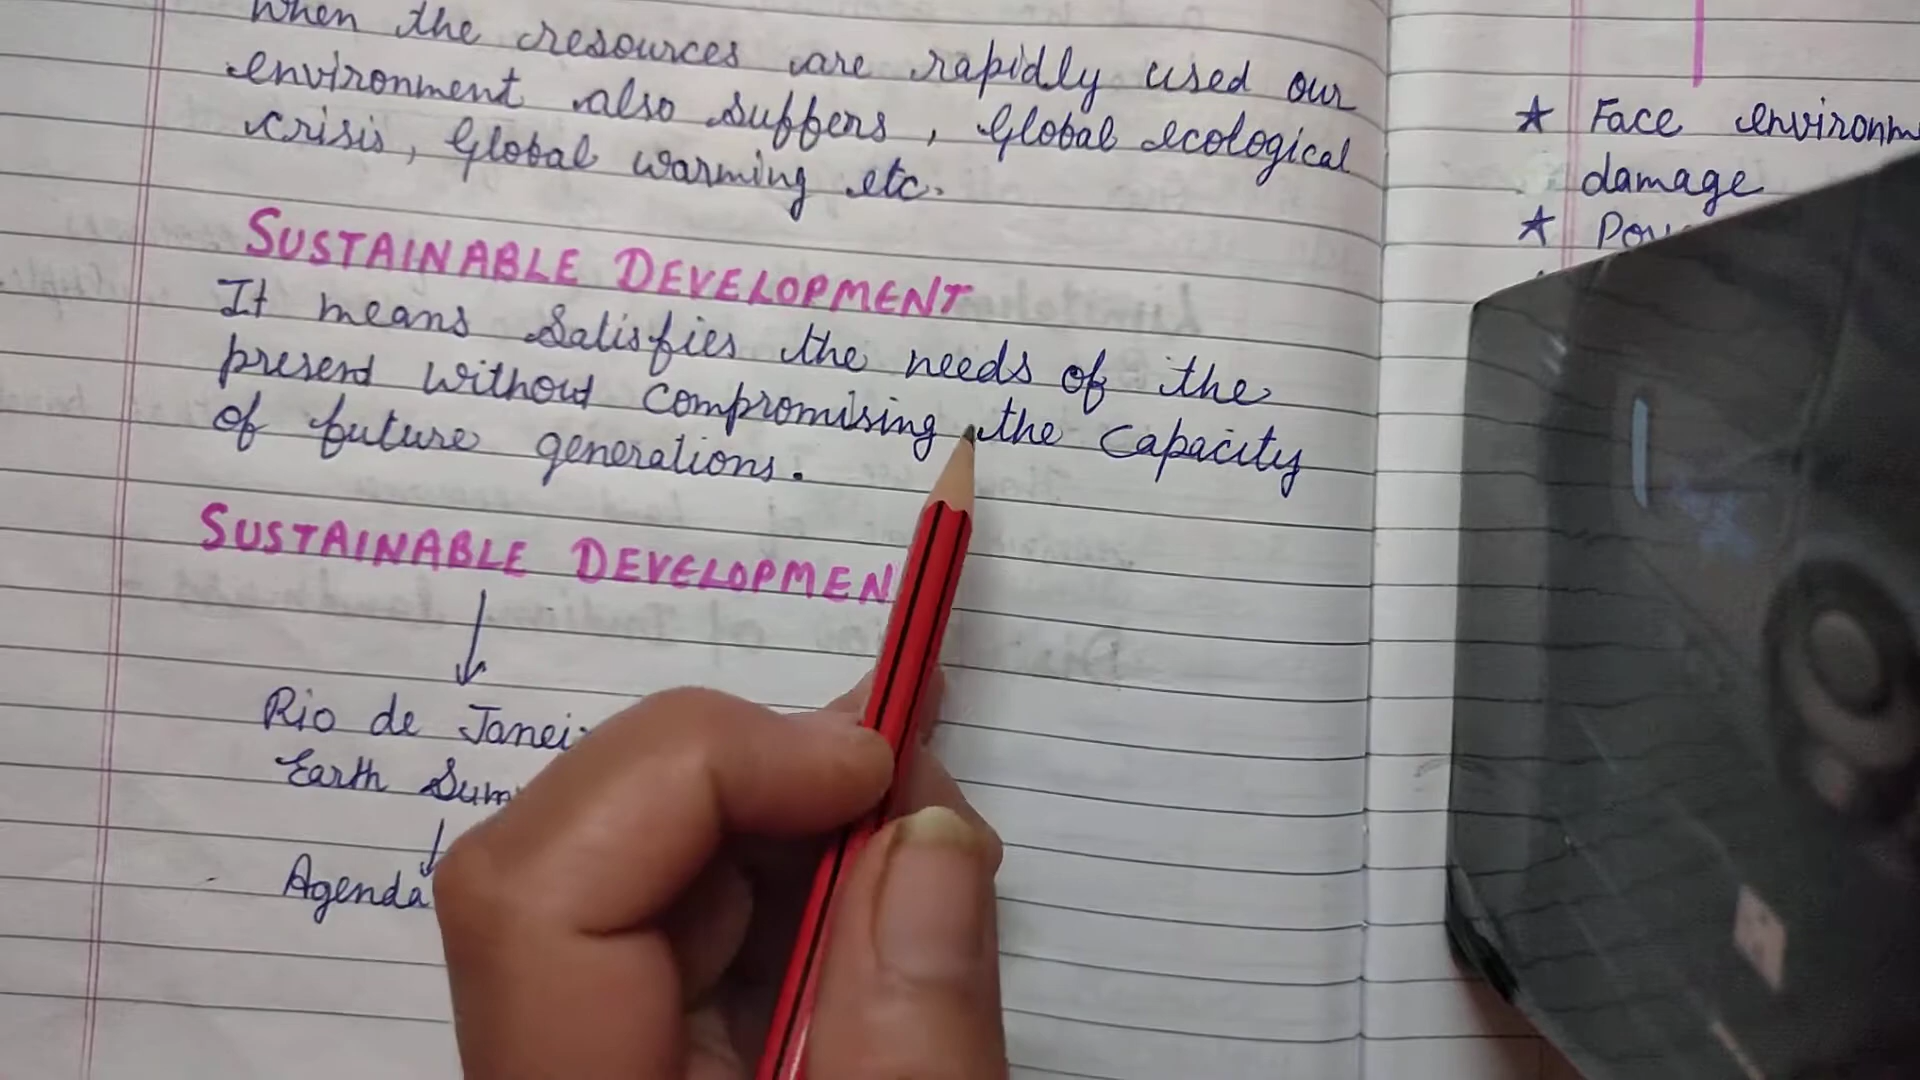 When the resources are rapidly used our
environment also suffers, Global ecological
crisis, Global warming etc.
SUSTAINABLE DEVELOPMENT
It means satisfies the needs of the
present without compromising the capacity
of future generations.
SUSTAINABLE DEVELOPMEN
Rio de Janei
Earth Sum
Agenda
★ Face environm
damage
★